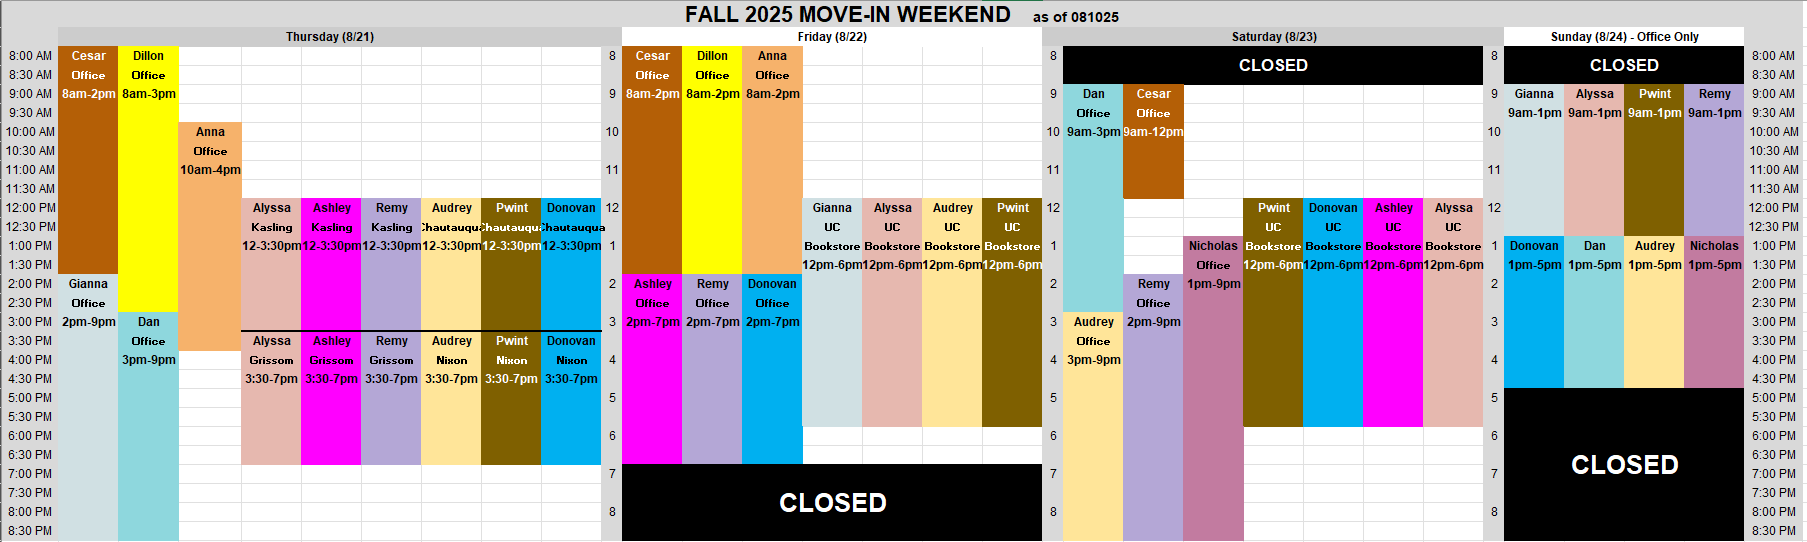 FALL 2025 MOVE-IN WEEKEND as of 081025
Thursday (8/21) Friday (8/22) Saturday (8/23) Sunday (8/24) - Office Only
8:00 AM Cesar Dillon 8 Cesar Dillon Anna 8 CLOSED 8 CLOSED 8:00 AM
8:30 AM Office Office Office Office Office 8:30 AM
9:00 AM 8am-2pm 8am-3pm 9 8am-2pm 8am-2pm 8am-2pm 9 Dan Cesar 9 Gianna Alyssa Pwint Remy 9:00 AM
9:30 AM Office Office 9am-1pm 9am-1pm 9am-1pm 9am-1pm 9:30 AM
10:00 AM Anna 10 10 9am-3pm 9am-12pm 10 10:00 AM
10:30 AM Office 10:30 AM
11:00 AM 10am-4pm 11 11 11 11:00 AM
11:30 AM 11:30 AM
12:00 PM Alyssa Ashley Remy Audrey Pwint Donovan 12 Gianna Alyssa Audrey Pwint 12 Pwint Donovan Ashley Alyssa 12 12:00 PM
12:30 PM Kasling Kasling Kasling Chautauqua Chautauqua Chautauqua UC UC UC UC UC UC UC UC 12:30 PM
1:00 PM 12-3:30pm 12-3:30pm 12-3:30pm 12-3:30pm 12-3:30pm 12-3:30pm 1 Bookstore Bookstore Bookstore Bookstore 1 Nicholas Bookstore Bookstore Bookstore Bookstore 1 Donovan Dan Audrey Nicholas 1:00 PM
1:30 PM 12pm-6pm 12pm-6pm 12pm-6pm 12pm-6pm Office 12pm-6pm 12pm-6pm 12pm-6pm 12pm-6pm 1pm-5pm 1pm-5pm 1pm-5pm 1pm-5pm 1:30 PM
2:00 PM Gianna 2 Ashley Remy Donovan 2 Remy 1pm-9pm 2 2:00 PM
2:30 PM Office Office Office Office Office 2:30 PM
3:00 PM 2pm-9pm Dan 3 2pm-7pm 2pm-7pm 2pm-7pm 3 Audrey 2pm-9pm 3 3:00 PM
3:30 PM Office Alyssa Ashley Remy Audrey Pwint Donovan Office 3:30 PM
4:00 PM 3pm-9pm Grissom Grissom Grissom Nixon Nixon Nixon 4 4 3pm-9pm 4 4:00 PM
4:30 PM 3:30-7pm 3:30-7pm 3:30-7pm 3:30-7pm 3:30-7pm 3:30-7pm 4:30 PM
5:00 PM 5 5 5 5:00 PM
5:30 PM 5:30 PM
6:00 PM 6 6 6 6:00 PM
6:30 PM CLOSED 6:30 PM
7:00 PM 7 7 7 7:00 PM
7:30 PM CLOSED 7:30 PM
8:00 PM 8 8 8 8:00 PM
8:30 PM 8:30 PM